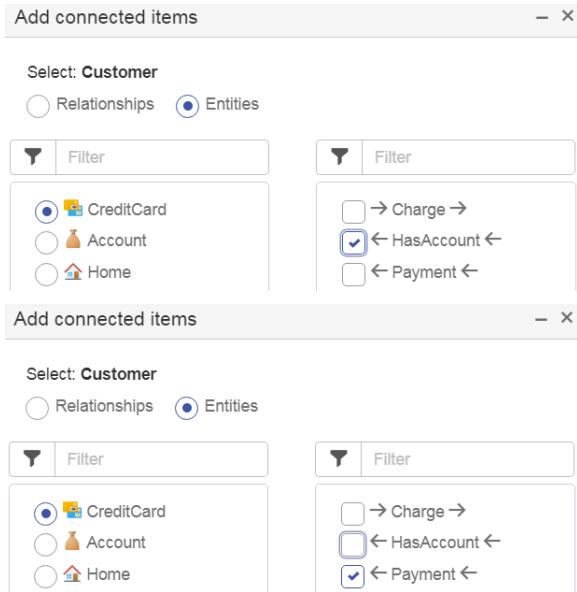 Add connected items
Select: Customer
Relationships Entities
Filter Filter
CreditCard → Charge →
Account ← HasAccount ←
Home ← Payment ←
Add connected items
Select: Customer
Relationships Entities
Filter Filter
CreditCard → Charge →
Account ← HasAccount ←
Home ← Payment ←